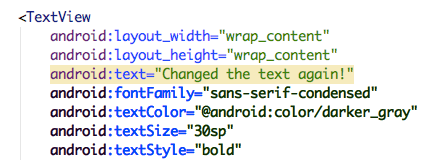 <TextView
android:layout_width="wrap_content"
android:layout_height="wrap_content"
android:text="Changed the text again!"
android:fontFamily="sans-serif-condensed"
android:textColor="@android:color/darker_gray"
android:textSize="30sp"
android:textStyle="bold"